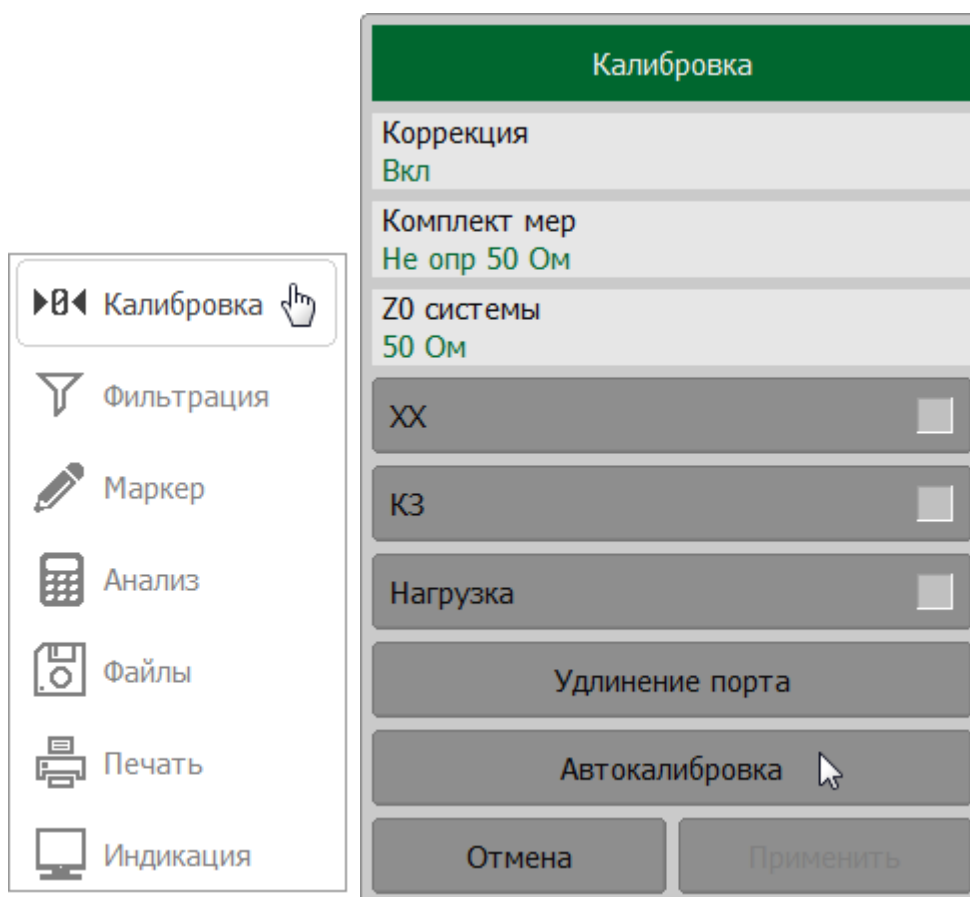 Калибровка
Фильтрация
Маркер
Анализ
Файлы
Печать
Индикация
Калибровка
Коррекция
Вкл
Комплект мер
Не опр 50 Ом
Z0 системы
50 Ом
ХХ
КЗ
Нагрузка
Удлинение порта
Автокалибровка
Отмена
Применить